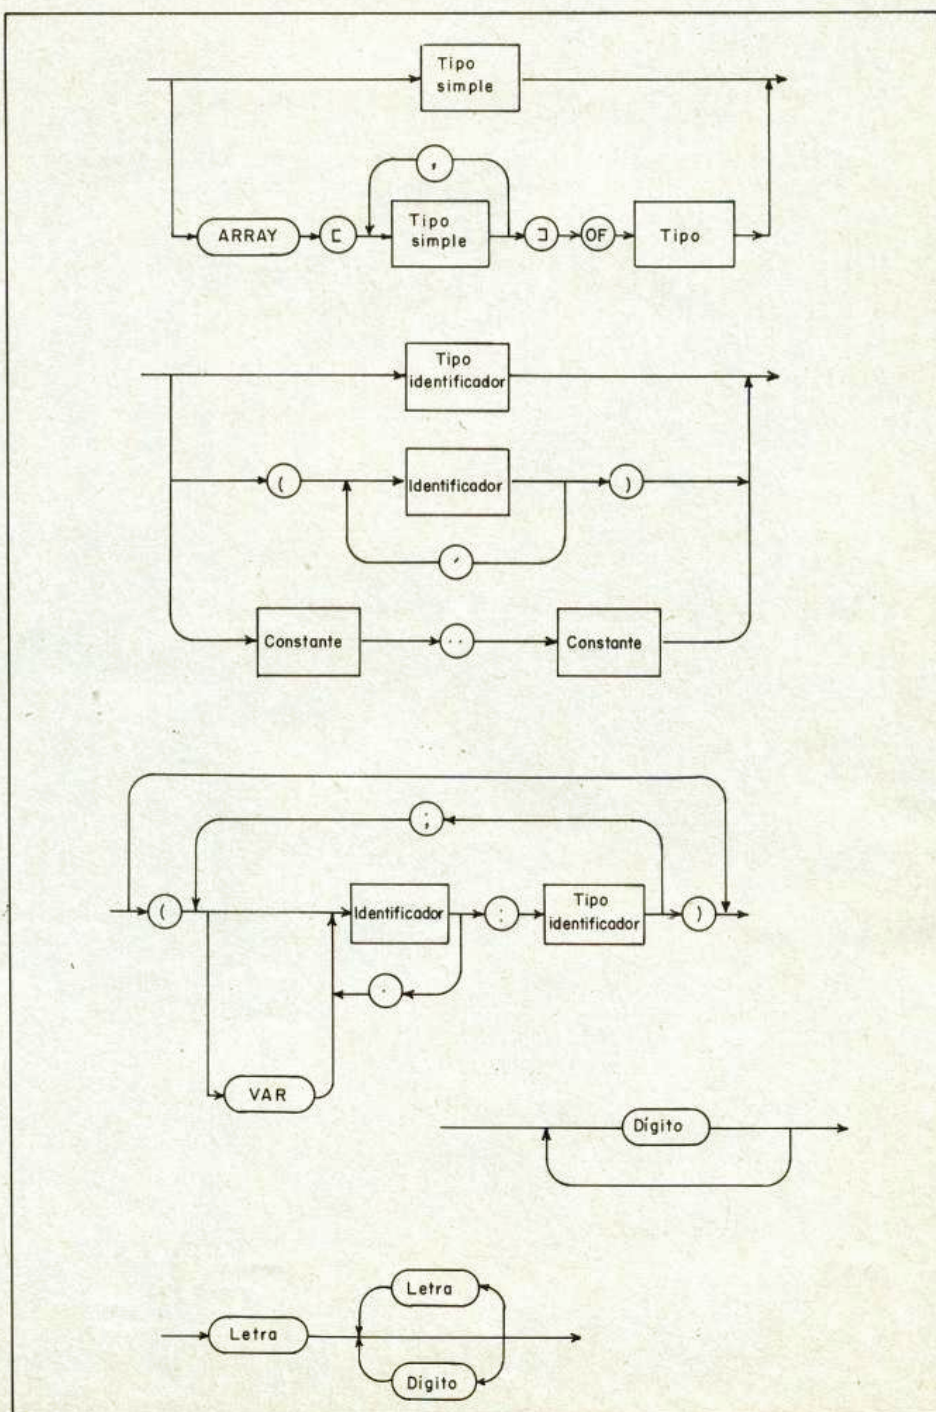 Tipo
simple
,
ARRAY [ Tipo simple ] OF Tipo
Tipo
identificador
( Identificador )
,
Constante .. Constante
;
( Identificador : Tipo identificador )
.
VAR
Dígito
Letra
Letra
Dígito